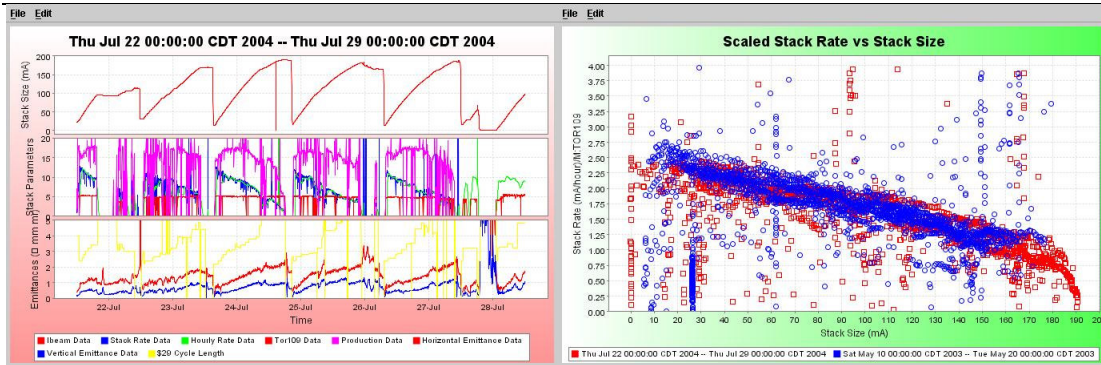 File Edit
Thu Jul 22 00:00:00 CDT 2004 -- Thu Jul 29 00:00:00 CDT 2004
Stack Size (mA)
200
150
100
50
0
Stack Parameters
20
15
10
5
0
Emittances (π mm mr)
0
22-Jul 23-Jul 24-Jul 25-Jul 26-Jul 27-Jul 28-Jul
Time
Ibeam Data Stack Rate Data Hourly Rate Data Tor109 Data Production Data Horizontal Emittance Data
Vertical Emittance Data $29 Cycle Length
File Edit
Scaled Stack Rate vs Stack Size
Stack Rate (mA/hour)/M:TOR109
4.00
3.75
3.50
3.25
3.00
2.75
2.50
2.25
2.00
1.75
1.50
1.25
1.00
0.75
0.50
0.25
0.00
0 10 20 30 40 50 60 70 80 90 100 110 120 130 140 150 160 170 180 190
Stack Size (mA)
Thu Jul 22 00:00:00 CDT 2004 -- Thu Jul 29 00:00:00 CDT 2004 Sat May 10 00:00:00 CDT 2003 -- Tue May 20 00:00:00 CDT 2003